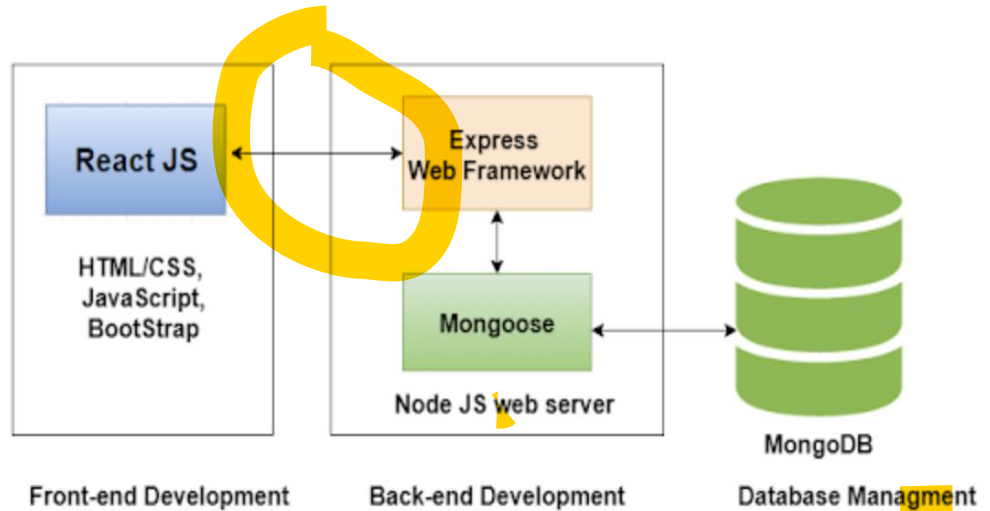 React JS
HTML/CSS,
JavaScript,
BootStrap
Front-end Development
Express
Web Framework
Mongoose
Node JS web server
Back-end Development
MongoDB
Database Managment